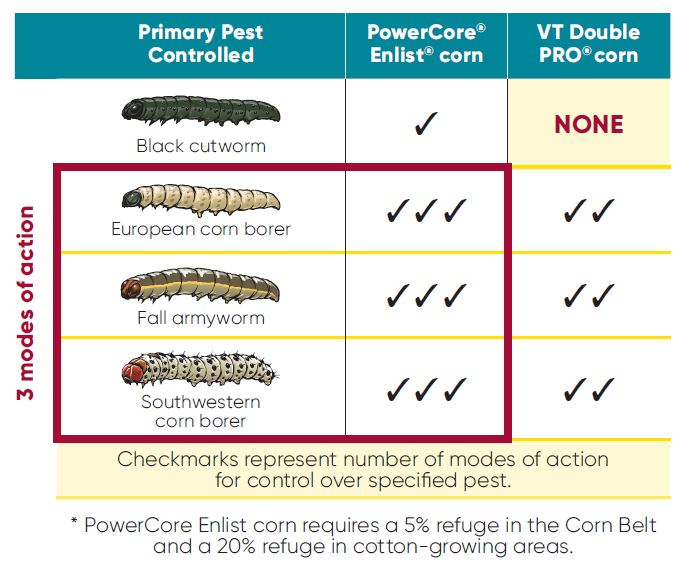 Primary Pest
Controlled
PowerCore®
Enlist® corn
VT Double
PRO® corn
3 modes of action
Black cutworm
✓
NONE
European corn borer
✓✓✓
✓✓
Fall armyworm
✓✓✓
✓✓
Southwestern
corn borer
✓✓✓
✓✓
Checkmarks represent number of modes of action
for control over specified pest.
* PowerCore Enlist corn requires a 5% refuge in the Corn Belt
and a 20% refuge in cotton-growing areas.